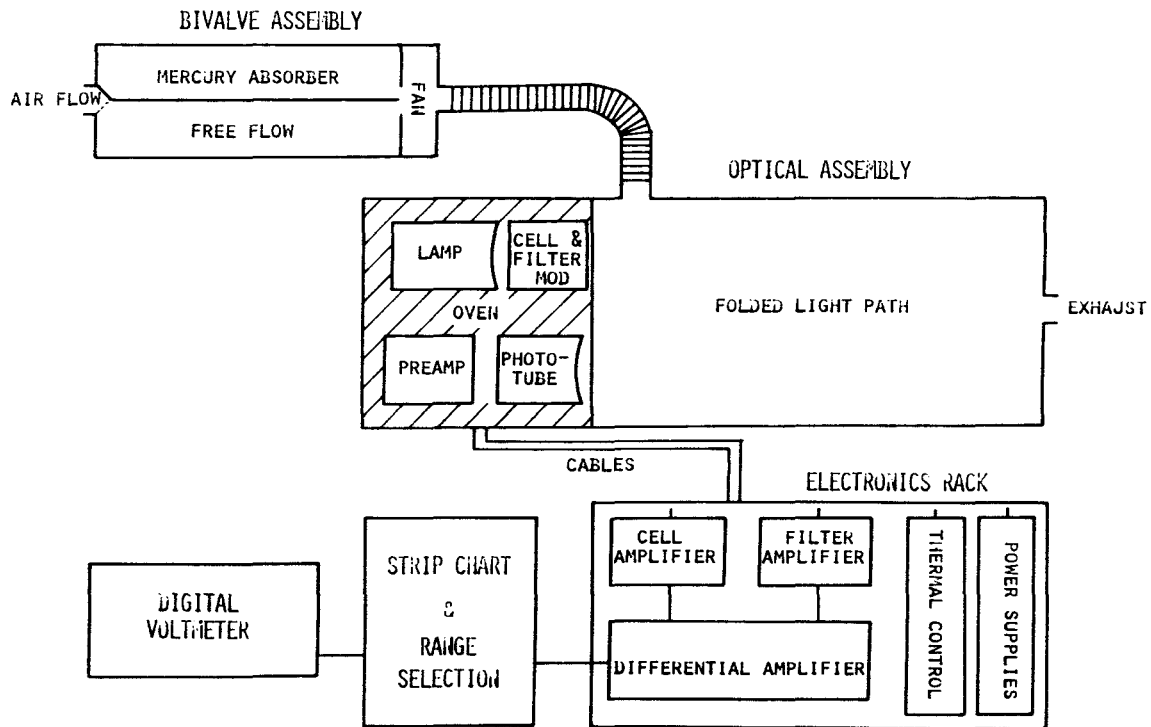 BIVALVE ASSEMBLY
MERCURY ABSORBER
AIR FLOW
FAN
FREE FLOW
OPTICAL ASSEMBLY
LAMP
CELL &
FILTER
MOD
OVEN
FOLDED LIGHT PATH
EXHAJST
PREAMP
PHOTO-
TUBE
CABLES
ELECTRONICS RACK
CELL
AMPLIFIER
FILTER
AMPLIFIER
THERMAL CONTROL
POWER SUPPLIES
STRIP CHART
&
RANGE
SELECTION
DIGITAL
VOLTMETER
DIFFERENTIAL AMPLIFIER